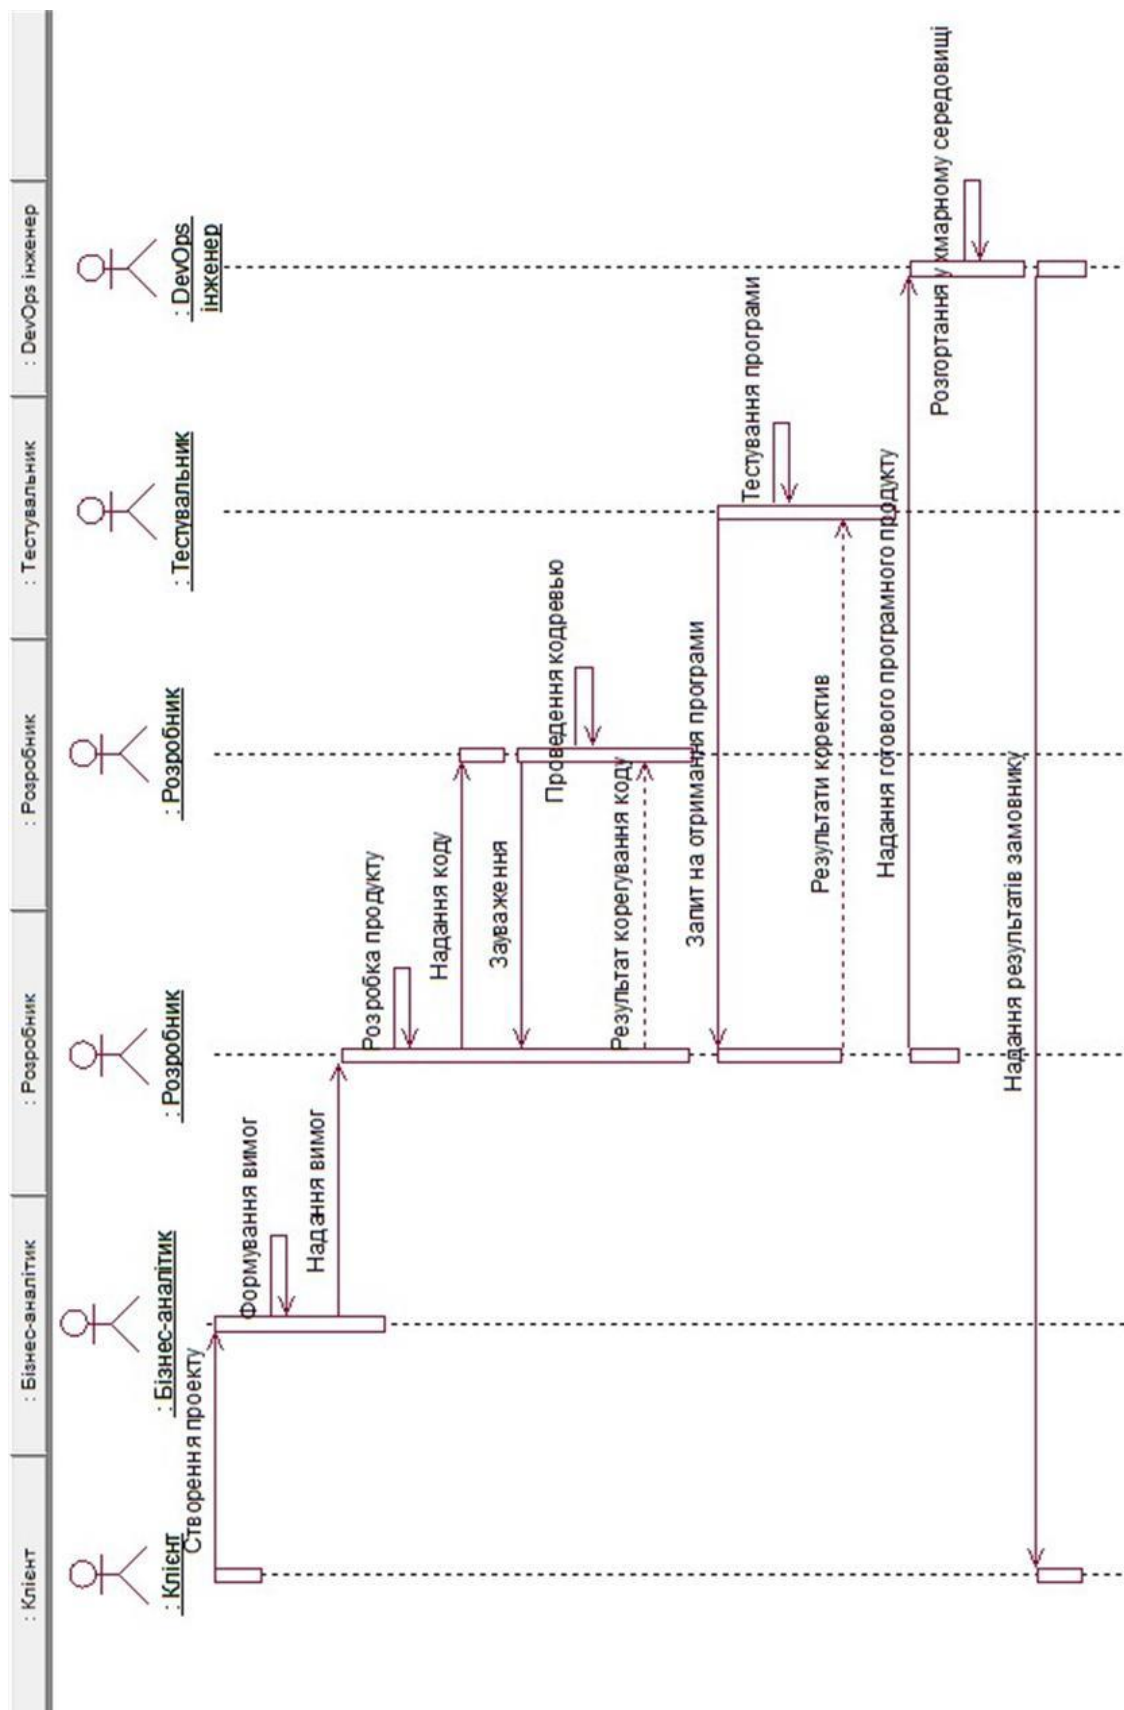 : Клієнт
: Бізнес-аналітик
: Розробник
: Розробник
: Тестувальник
: DevOps інженер
: Клієнт
: Бізнес-аналітик
: Розробник
: Розробник
: Тестувальник
: DevOps
інженер
Створення проекту
Формування вимог
Надання вимог
Розробка продукту
Надання коду
Зауваження
Проведення кодревью
Результат корегування коду
Запит на отримання програми
Тестування програми
Результати коректив
Надання готового програмного продукту
Розгортання у хмарному середовищі
Надання результатів замовнику